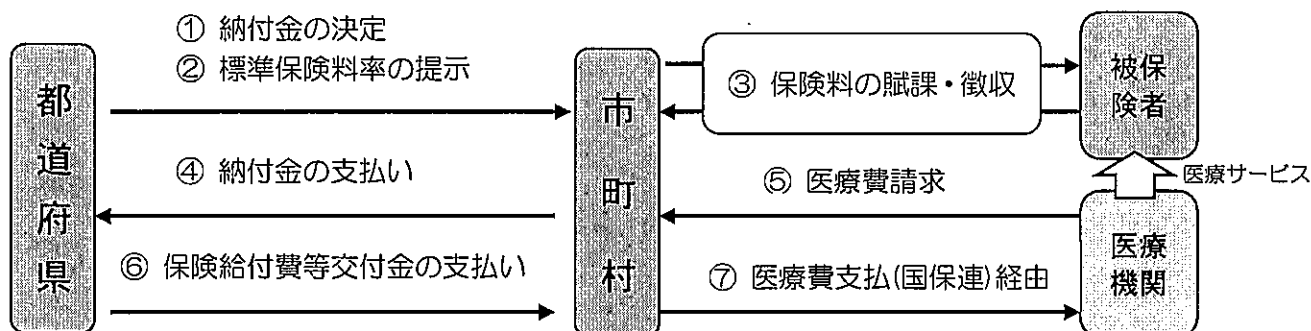 ① 納付金の決定
② 標準保険料率の提示
③ 保険料の賦課・徴収
被保
険者
都道府県
市町村
④ 納付金の支払い
⑤ 医療費請求
医療サービス
⑥ 保険給付費等交付金の支払い
⑦ 医療費支払(国保連)経由
医療
機関